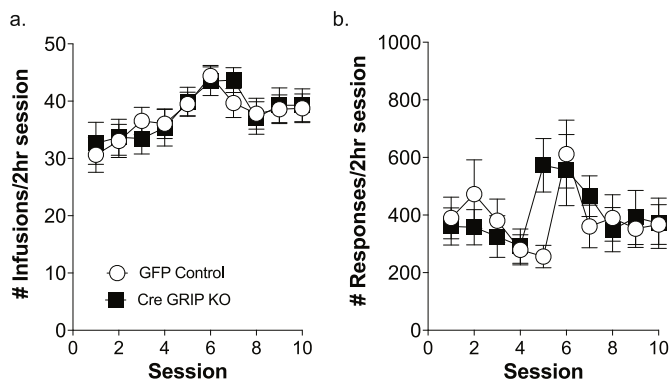 a.
50
40
30
20
10
0
# Infusions/2hr session
GFP Control
Cre GRIP KO
0 2 4 6 8 10
Session
b.
1000
800
600
400
200
0
# Responses/2hr session
0 2 4 6 8 10
Session